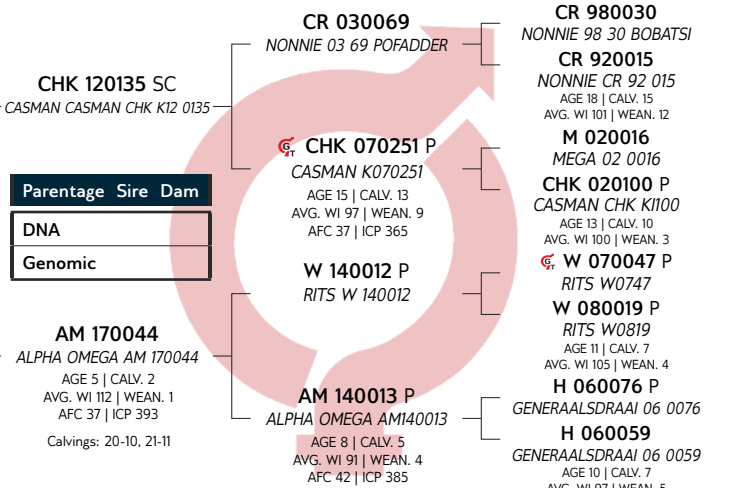 CHK 120135 SC
CASMAN CASMAN CHK K12 0135
Parentage Sire Dam
DNA
Genomic
AM 170044
ALPHA OMEGA AM 170044
AGE 5 | CALV. 2
AVG. WI 112 | WEAN. 1
AFC 37 | ICP 393
Calvings: 20-10, 21-11
CR 030069
NONNIE 03 69 POFADDER
GT CHK 070251 P
CASMAN K070251
AGE 15 | CALV. 13
AVG. WI 97 | WEAN. 9
AFC 37 | ICP 365
W 140012 P
RITS W 140012
AM 140013 P
ALPHA OMEGA AM140013
AGE 8 | CALV. 5
AVG. WI 91 | WEAN. 4
AFC 42 | ICP 385
CR 980030
NONNIE 98 30 BOBATSI
CR 920015
NONNIE CR 92 015
AGE 18 | CALV. 15
AVG. WI 101 | WEAN. 12
M 020016
MEGA 02 0016
CHK 020100 P
CASMAN CHK KI100
AGE 13 | CALV. 10
AVG. WI 100 | WEAN. 3
GT W 070047 P
RITS W0747
W 080019 P
RITS W0819
AGE 11 | CALV. 7
AVG. WI 105 | WEAN. 4
H 060076 P
GENERAALSDRAAI 06 0076
H 060059
GENERAALSDRAAI 06 0059
AGE 10 | CALV. 7
AVG. WI 97 | WEAN. 5